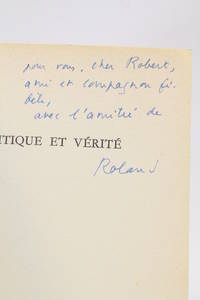 pour vous, cher Robert,
ami et compagnon fi-
dèle,
avec l'amitié de
TIQUE ET VÉRITÉ
Roland